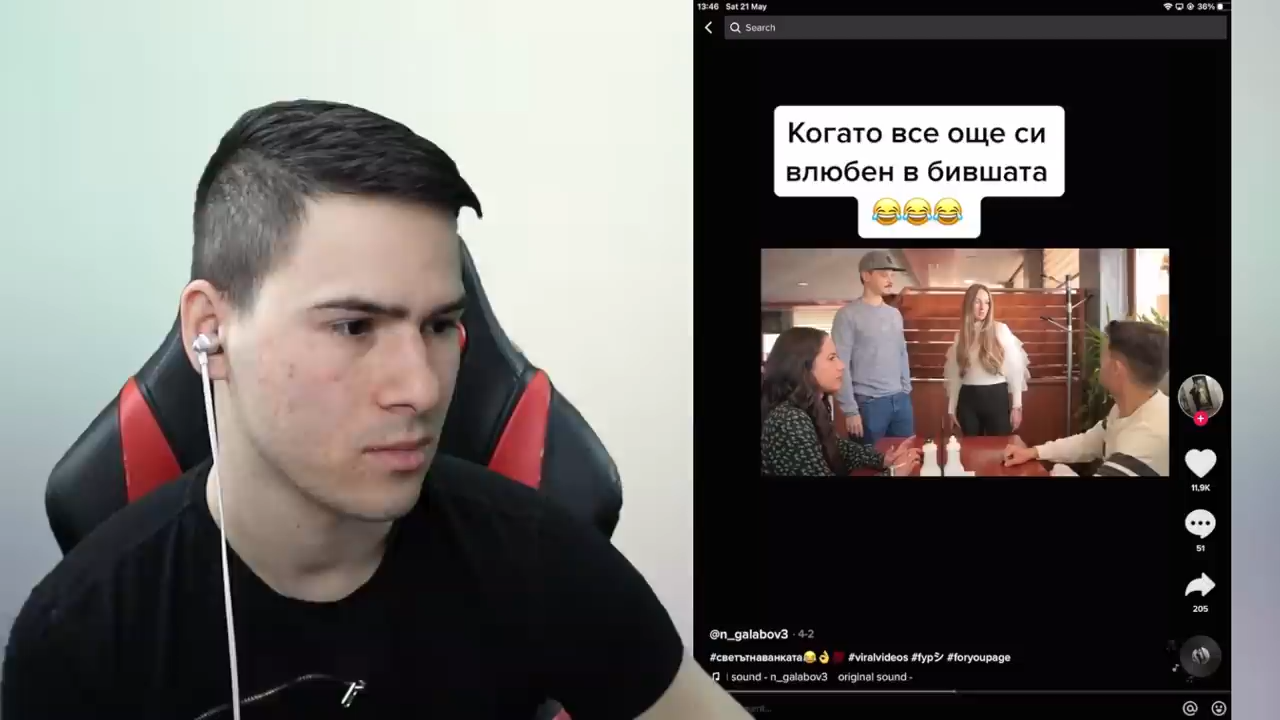 13:46 Sat 21 May
36%
Search
Когато все още си
влюбен в бившата
😂😂😂
11,9K
51
205
@n_galabov3 · 4-2
#светътнаванката😂👌 #viralvideos #fypシ #foryoupage
sound - n_galabov3 original sound -